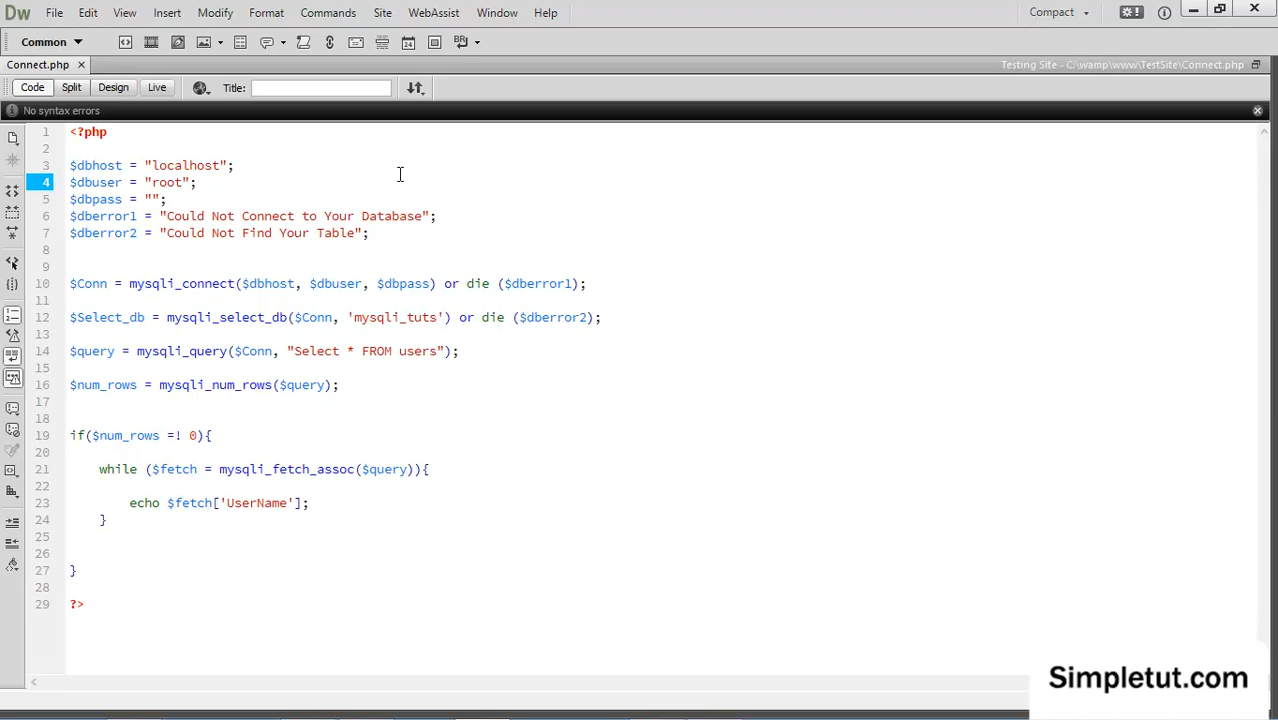 Dw File Edit View Insert Modify Format Commands Site WebAssist Window Help Compact
Common
Connect.php × Testing Site - C:\wamp\www\TestSite\Connect.php
Code Split Design Live Title:
No syntax errors
1 <?php
2
3 $dbhost = "localhost";
4 $dbuser = "root";
5 $dbpass = "";
6 $dberror1 = "Could Not Connect to Your Database";
7 $dberror2 = "Could Not Find Your Table";
8
9
10 $Conn = mysqli_connect($dbhost, $dbuser, $dbpass) or die ($dberror1);
11
12 $Select_db = mysqli_select_db($Conn, 'mysqli_tuts') or die ($dberror2);
13
14 $query = mysqli_query($Conn, "Select * FROM users");
15
16 $num_rows = mysqli_num_rows($query);
17
18
19 if($num_rows =! 0){
20
21 while ($fetch = mysqli_fetch_assoc($query)){
22
23 echo $fetch['UserName'];
24 }
25
26
27 }
28
29 ?>
Simpletut.com